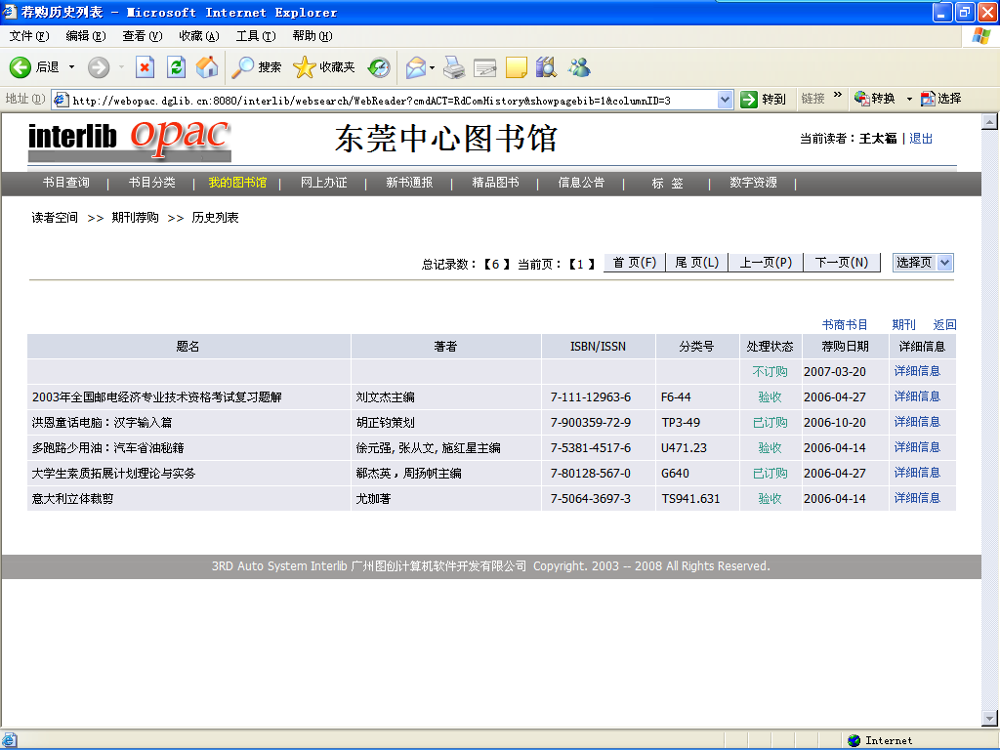 荐购历史列表 - Microsoft Internet Explorer
文件(F) 编辑(E) 查看(V) 收藏(A) 工具(T) 帮助(H)
后退 搜索 收藏夹
地址(D) http://webopac.dglib.cn:8080/interlib/websearch/WebReader?cmdACT=RdComHistory&showpagebib=1&columnID=3 转到 链接 » 转换 选择
interlib opac 东莞中心图书馆 当前读者：王太福 | 退出
书目查询 | 书目分类 | 我的图书馆 | 网上办证 | 新书通报 | 精品图书 | 信息公告 | 标 签 | 数字资源 |
读者空间 >> 期刊荐购 >> 历史列表
总记录数：【6 】 当前页：【1 】 首 页(F) 尾 页(L) 上一页(P) 下一页(N) 选择页
书商书目 期刊 返回
题名 著者 ISBN/ISSN 分类号 处理状态 荐购日期 详细信息
不订购 2007-03-20 详细信息
2003年全国邮电经济专业技术资格考试复习题解 刘文杰主编 7-111-12963-6 F6-44 验收 2006-04-27 详细信息
洪恩童话电脑：汉字输入篇 胡正钧策划 7-900359-72-9 TP3-49 已订购 2006-10-20 详细信息
多跑路少用油：汽车省油秘籍 徐元强, 张从文, 施红星主编 7-5381-4517-6 U471.23 验收 2006-04-14 详细信息
大学生素质拓展计划理论与实务 郗杰英，周扬帆主编 7-80128-567-0 G640 已订购 2006-04-27 详细信息
意大利立体裁剪 尤珈著 7-5064-3697-3 TS941.631 验收 2006-04-14 详细信息
3RD Auto System Interlib 广州图创计算机软件开发有限公司 Copyright. 2003 -- 2008 All Rights Reserved.
Internet